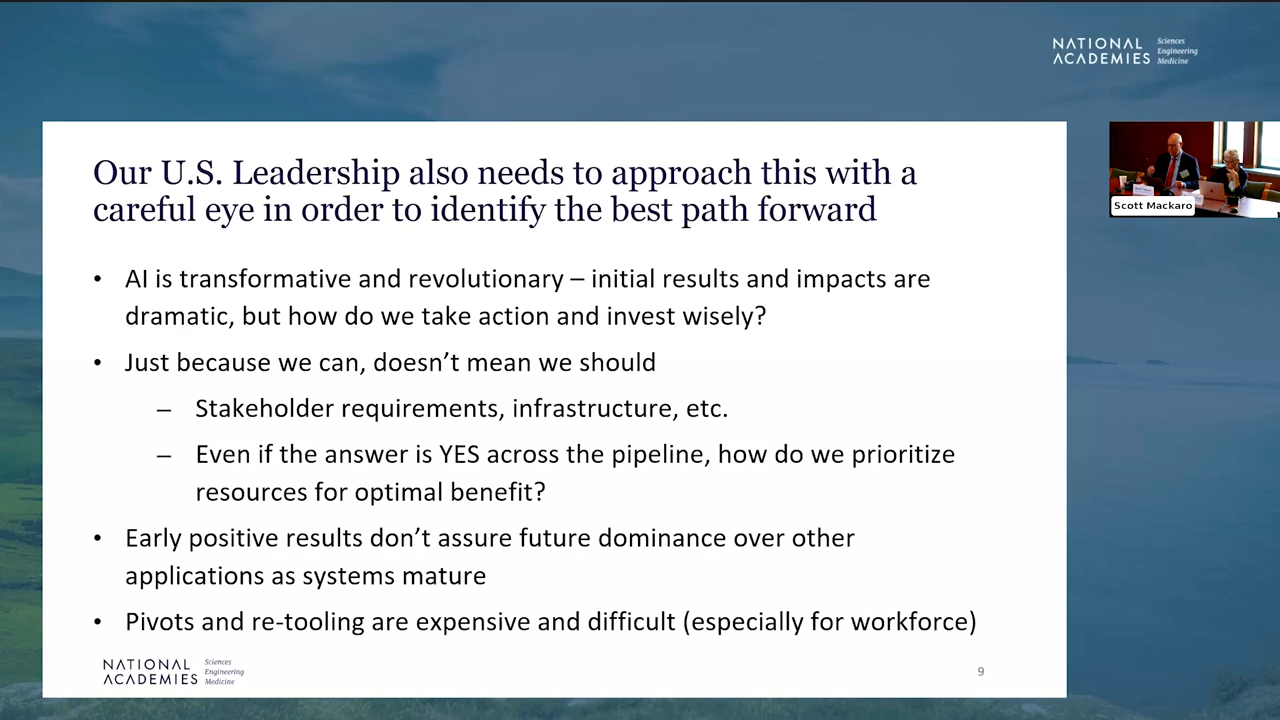 NATIONAL
ACADEMIES
Sciences
Engineering
Medicine
Our U.S. Leadership also needs to approach this with a
careful eye in order to identify the best path forward
• AI is transformative and revolutionary – initial results and impacts are
dramatic, but how do we take action and invest wisely?
• Just because we can, doesn’t mean we should
– Stakeholder requirements, infrastructure, etc.
– Even if the answer is YES across the pipeline, how do we prioritize
resources for optimal benefit?
• Early positive results don’t assure future dominance over other
applications as systems mature
• Pivots and re-tooling are expensive and difficult (especially for workforce)
NATIONAL
ACADEMIES
Sciences
Engineering
Medicine
9
Scott Mackaro